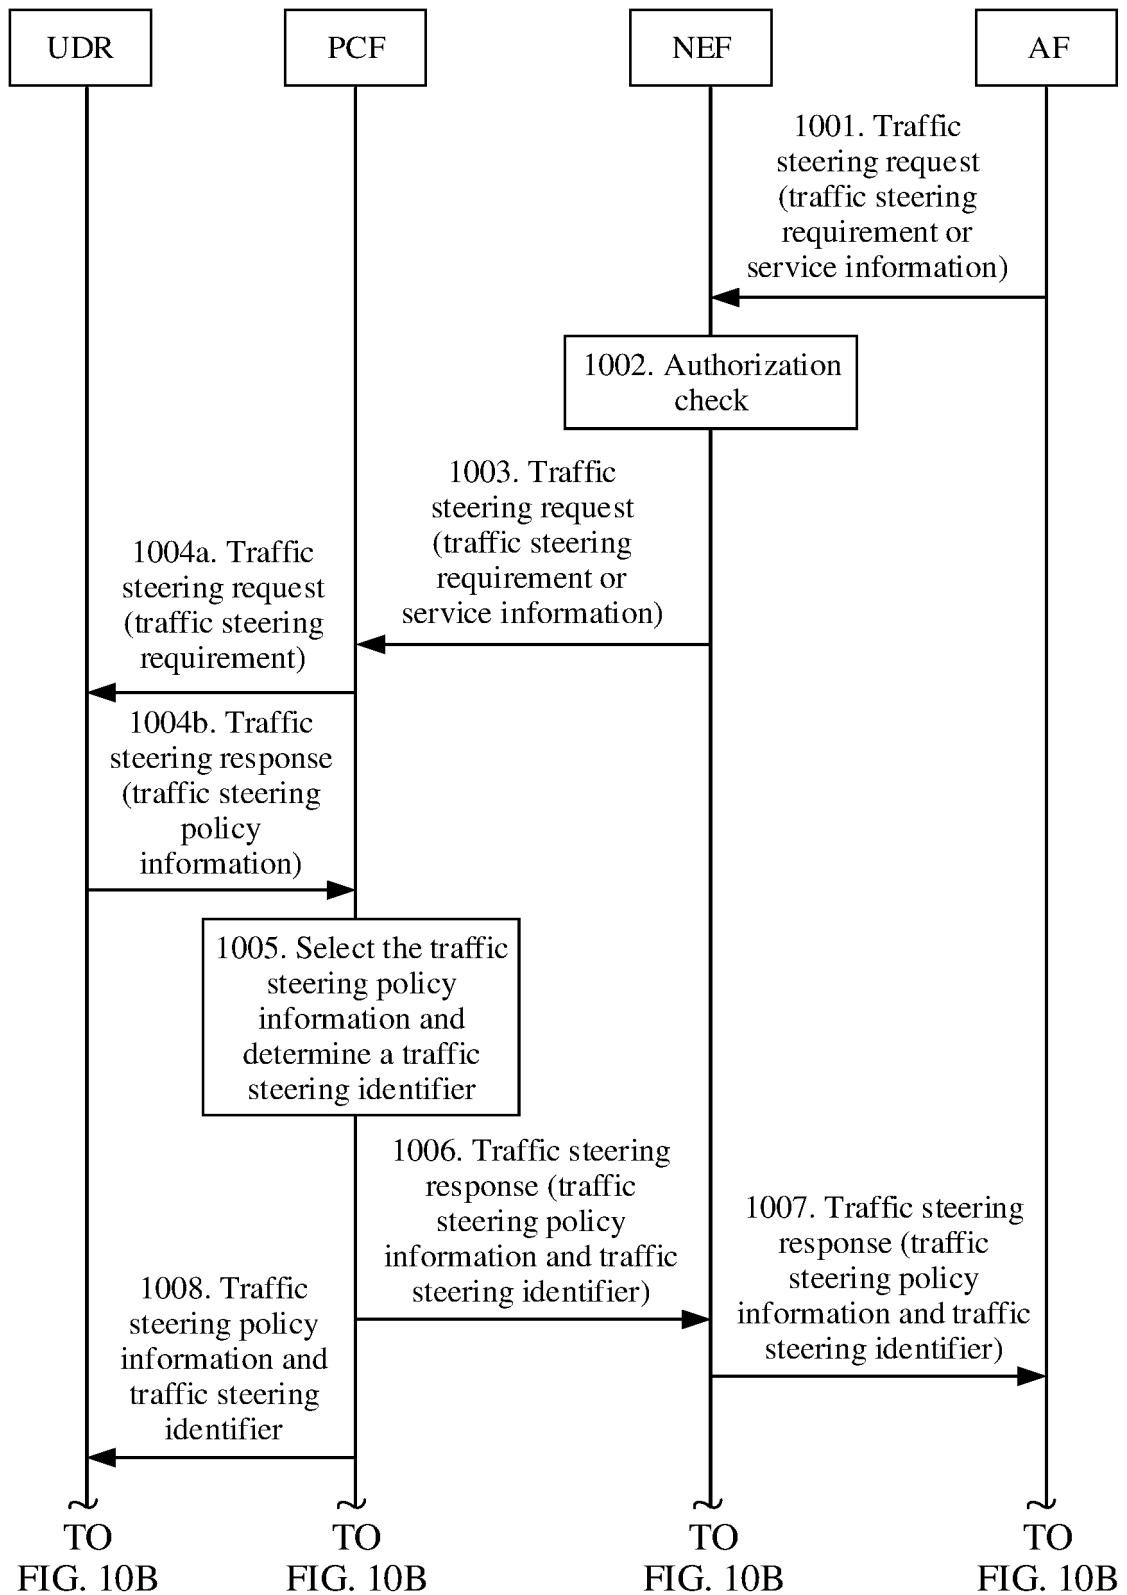 UDR
PCF
NEF
AF
1001. Traffic
steering request
(traffic steering
requirement or
service information)
1002. Authorization
check
1003. Traffic
steering request
(traffic steering
requirement or
service information)
1004a. Traffic
steering request
(traffic steering
requirement)
1004b. Traffic
steering response
(traffic steering
policy
information)
1005. Select the traffic
steering policy
information and
determine a traffic
steering identifier
1006. Traffic steering
response (traffic
steering policy
information and traffic
steering identifier)
1007. Traffic steering
response (traffic
steering policy
information and traffic
steering identifier)
1008. Traffic
steering policy
information and
traffic steering
identifier
TO
FIG. 10B
TO
FIG. 10B
TO
FIG. 10B
TO
FIG. 10B